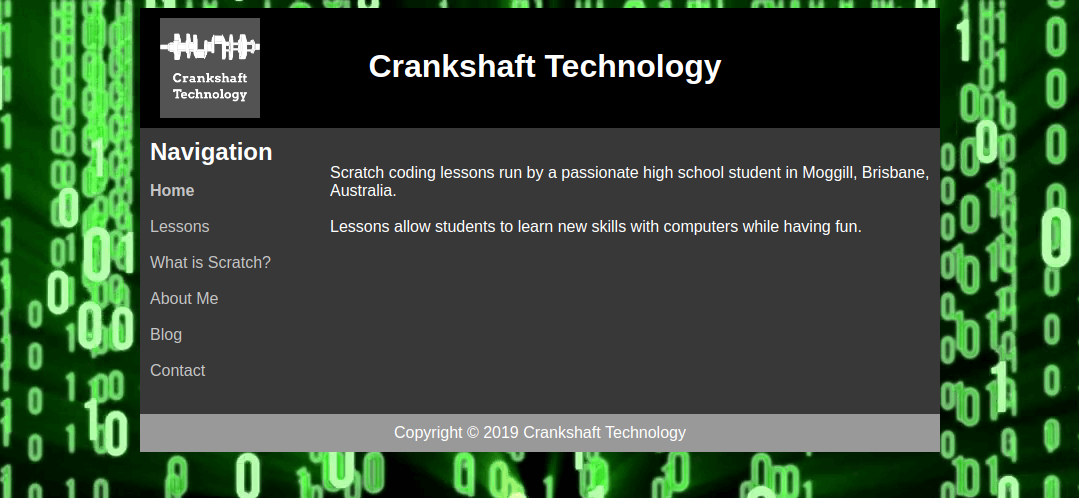 Crankshaft
Technology
Crankshaft Technology
Navigation
Home
Lessons
What is Scratch?
About Me
Blog
Contact
Scratch coding lessons run by a passionate high school student in Moggill, Brisbane,
Australia.
Lessons allow students to learn new skills with computers while having fun.
Copyright © 2019 Crankshaft Technology